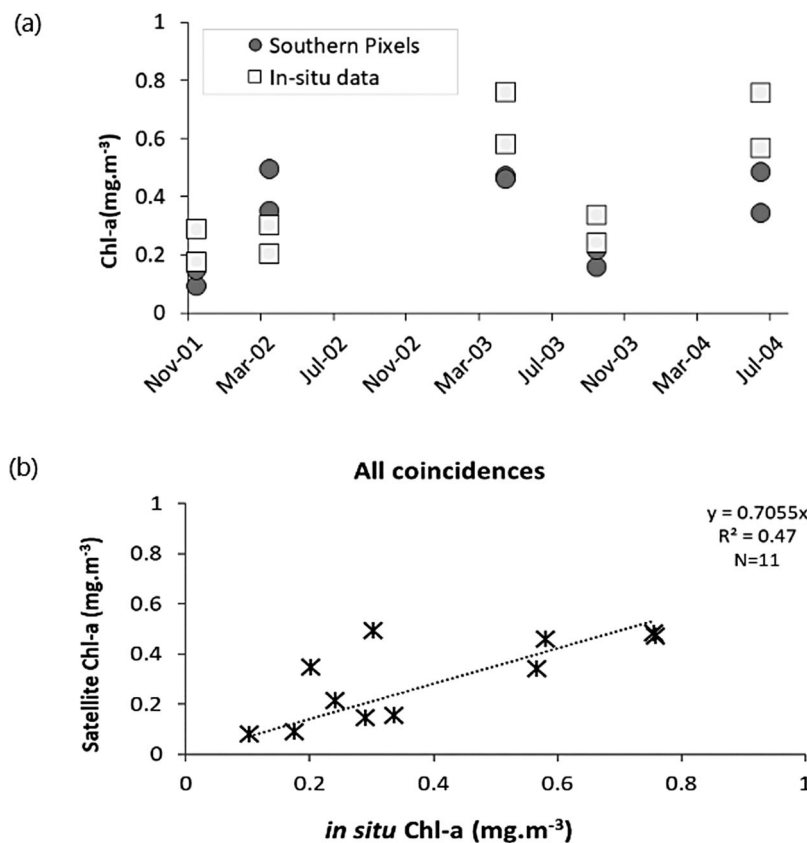 (a)
1
0.8
0.6
0.4
0.2
0
Chl-a(mg.m⁻³)
Southern Pixels
In-situ data
Nov-01
Mar-02
Jul-02
Nov-02
Mar-03
Jul-03
Nov-03
Mar-04
Jul-04
(b)
All coincidences
y = 0.7055x
R² = 0.47
N=11
1
0.8
0.6
0.4
0.2
0
Satellite Chl-a (mg.m⁻³)
0 0.2 0.4 0.6 0.8 1
in situ Chl-a (mg.m⁻³)